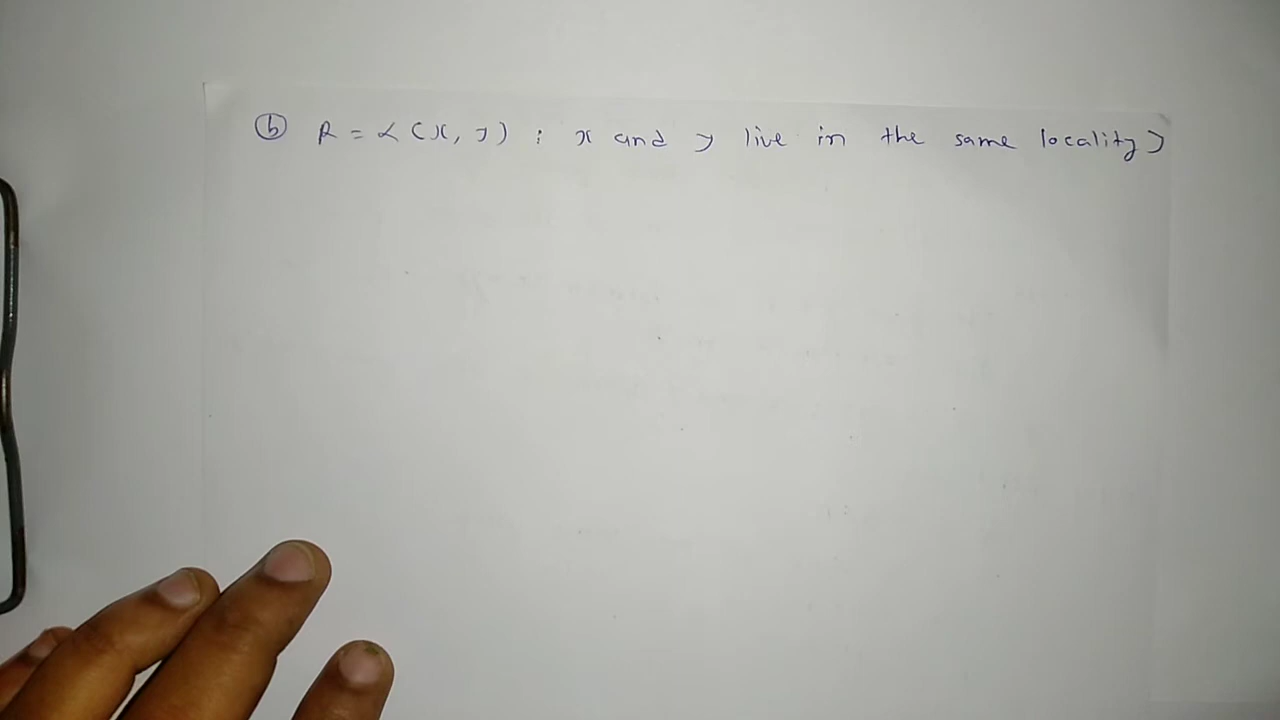 ⓑ R = {(x, y) : x and y live in the same locality}